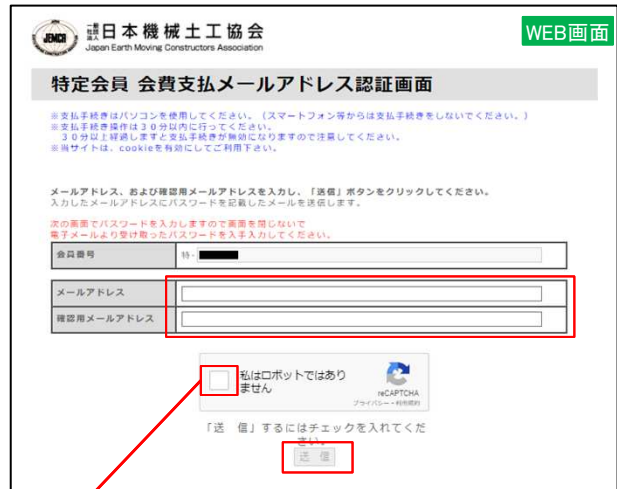 JEMCA
一般社団法人日本機械土工協会
Japan Earth Moving Constructors Association
WEB画面
特定会員 会費支払メールアドレス認証画面
※支払手続きはパソコンを使用してください。（スマートフォン等からは支払手続きをしないでください。）
※支払手続き操作は30分以内に行ってください。
30分以上経過しますと支払手続きが無効になりますので注意してください。
※当サイトは、cookieを有効にしてご利用下さい。
メールアドレス、および確認用メールアドレスを入力し、「送信」ボタンをクリックしてください。
入力したメールアドレスにパスワードを記載したメールを送信します。
次の画面でパスワードを入力しますので画面を閉じないで
電子メールより受け取ったパスワードを入手入力してください。
会員番号 特-
メールアドレス
確認用メールアドレス
私はロボットではあり
ません
reCAPTCHA
プライバシー - 利用規約
「送　信」するにはチェックを入れてくだ
さい。
送 信